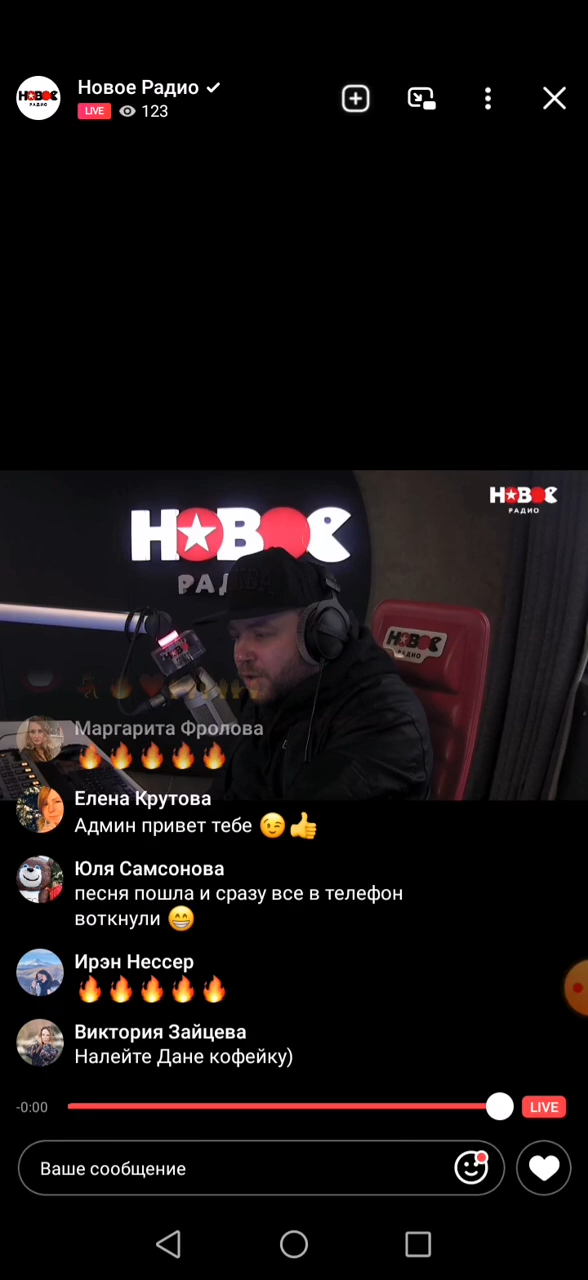 НОВОЕ
РАДИО
Новое Радио
LIVE 123
НОВОЕ
РАДИО
НОВОЕ
НОВОЕ
РАДИО
Маргарита Фролова
🔥🔥🔥🔥🔥
Елена Крутова
Админ привет тебе 😉👍
Юля Самсонова
песня пошла и сразу все в телефон
воткнули 😁
Ирэн Нессер
🔥🔥🔥🔥🔥
Виктория Зайцева
Налейте Дане кофейку)
-0:00 LIVE
Ваше сообщение